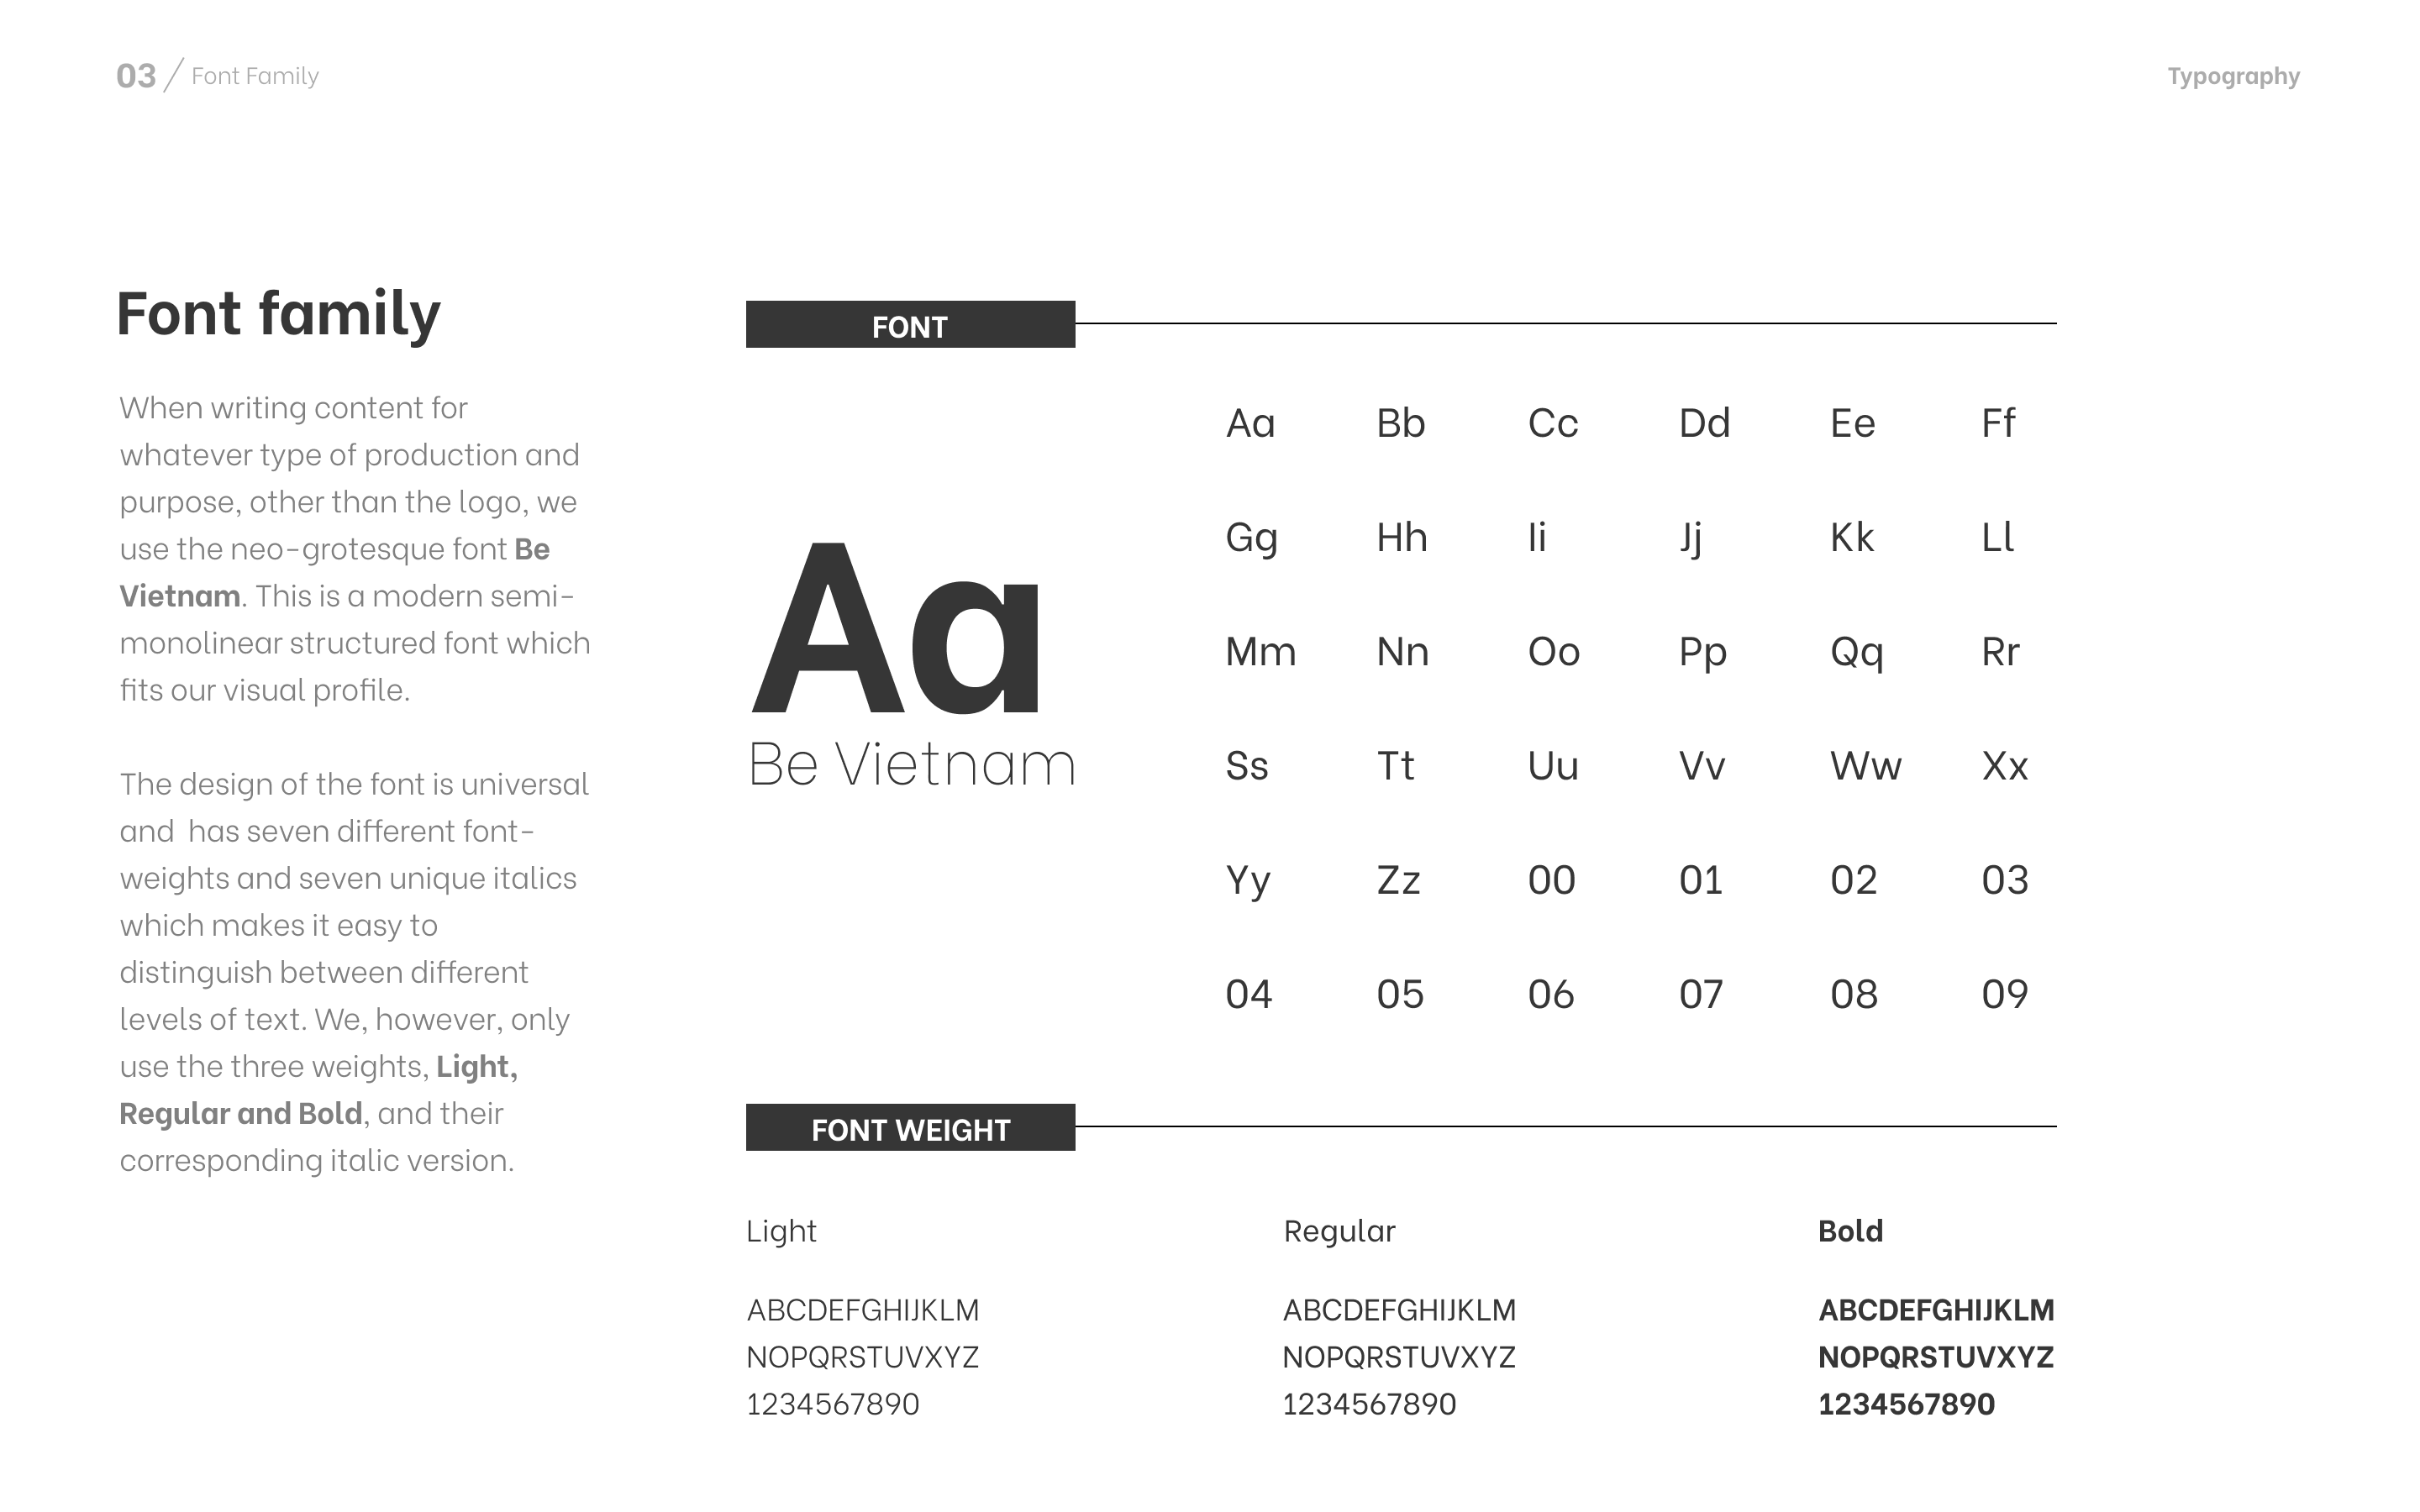 03 / Font Family
Typography
Font family
When writing content for
whatever type of production and
purpose, other than the logo, we
use the neo-grotesque font Be
Vietnam. This is a modern semi-
monolinear structured font which
fits our visual profile.
The design of the font is universal
and  has seven different font-
weights and seven unique italics
which makes it easy to
distinguish between different
levels of text. We, however, only
use the three weights, Light,
Regular and Bold, and their
corresponding italic version.
FONT
Aa
Be Vietnam
Aa Bb Cc Dd Ee Ff
Gg Hh Ii Jj Kk Ll
Mm Nn Oo Pp Qq Rr
Ss Tt Uu Vv Ww Xx
Yy Zz 00 01 02 03
04 05 06 07 08 09
FONT WEIGHT
Light
ABCDEFGHIJKLM
NOPQRSTUVXYZ
1234567890
Regular
ABCDEFGHIJKLM
NOPQRSTUVXYZ
1234567890
Bold
ABCDEFGHIJKLM
NOPQRSTUVXYZ
1234567890